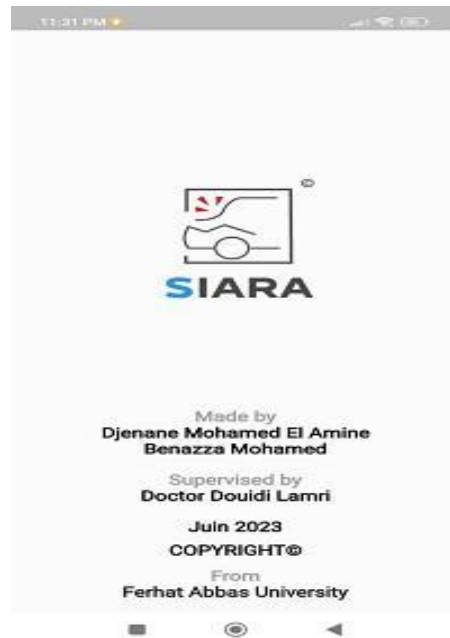 11:31 PM
©
SIARA
Made by
Djenane Mohamed El Amine
Benazza Mohamed
Supervised by
Doctor Douidi Lamri
Juin 2023
COPYRIGHT©
From
Ferhat Abbas University